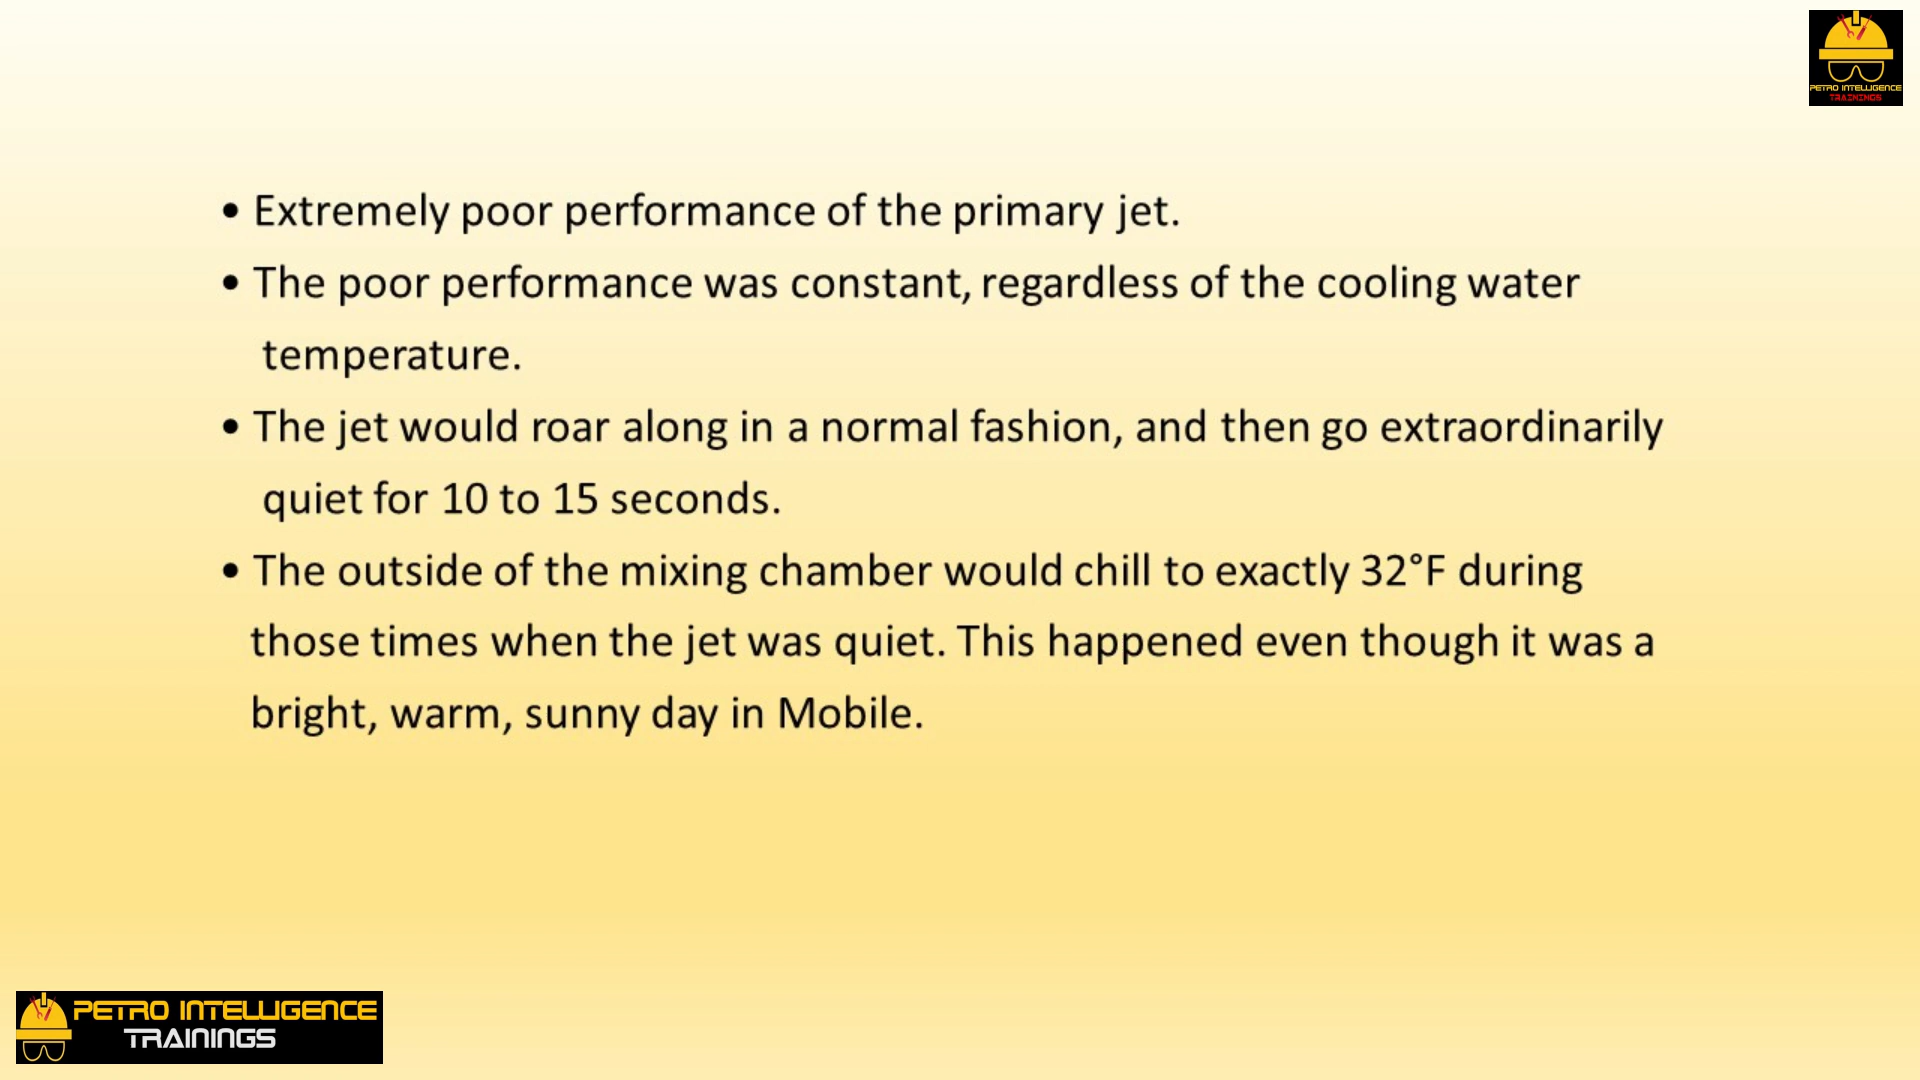 PETRO INTELLIGENCE
TRAININGS
• Extremely poor performance of the primary jet.
• The poor performance was constant, regardless of the cooling water
temperature.
• The jet would roar along in a normal fashion, and then go extraordinarily
quiet for 10 to 15 seconds.
• The outside of the mixing chamber would chill to exactly 32°F during
those times when the jet was quiet. This happened even though it was a
bright, warm, sunny day in Mobile.
PETRO INTELLIGENCE
TRAININGS